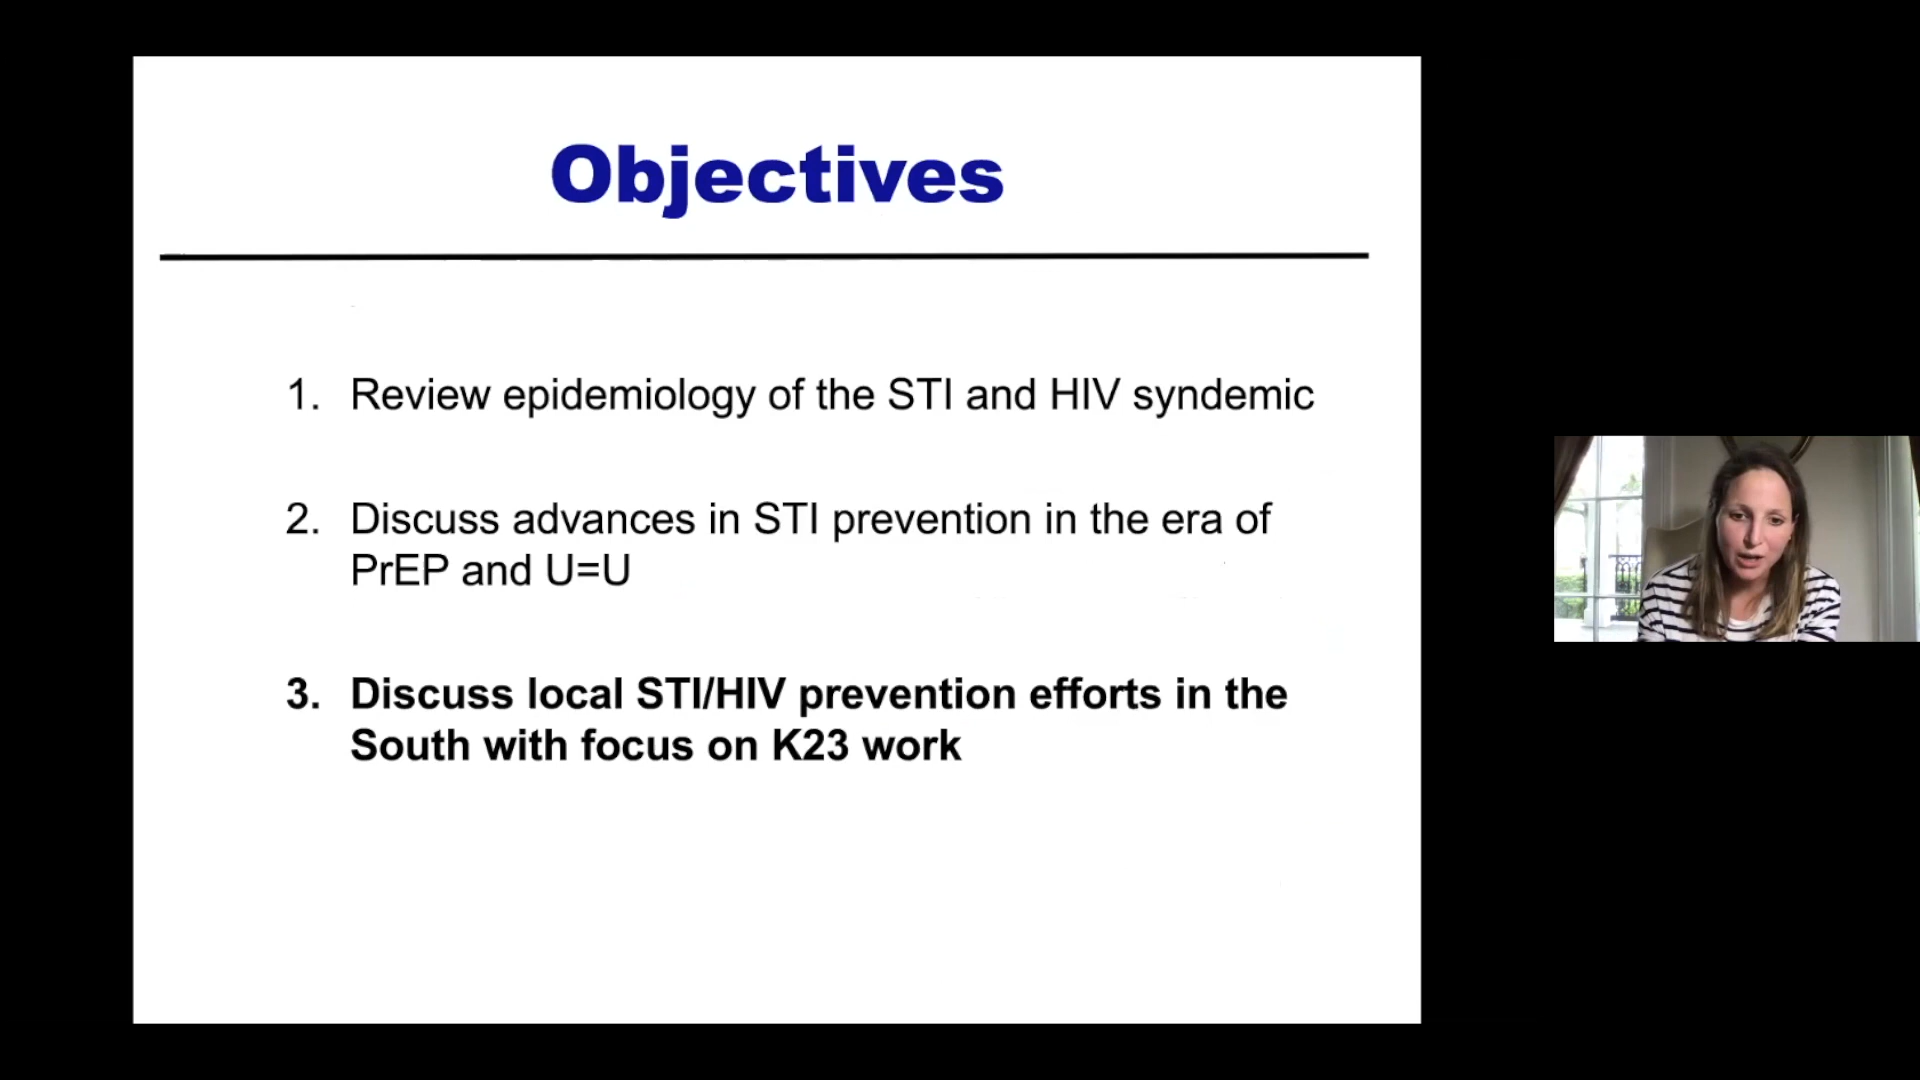 Objectives
1. Review epidemiology of the STI and HIV syndemic
2. Discuss advances in STI prevention in the era of
PrEP and U=U
3. Discuss local STI/HIV prevention efforts in the
South with focus on K23 work